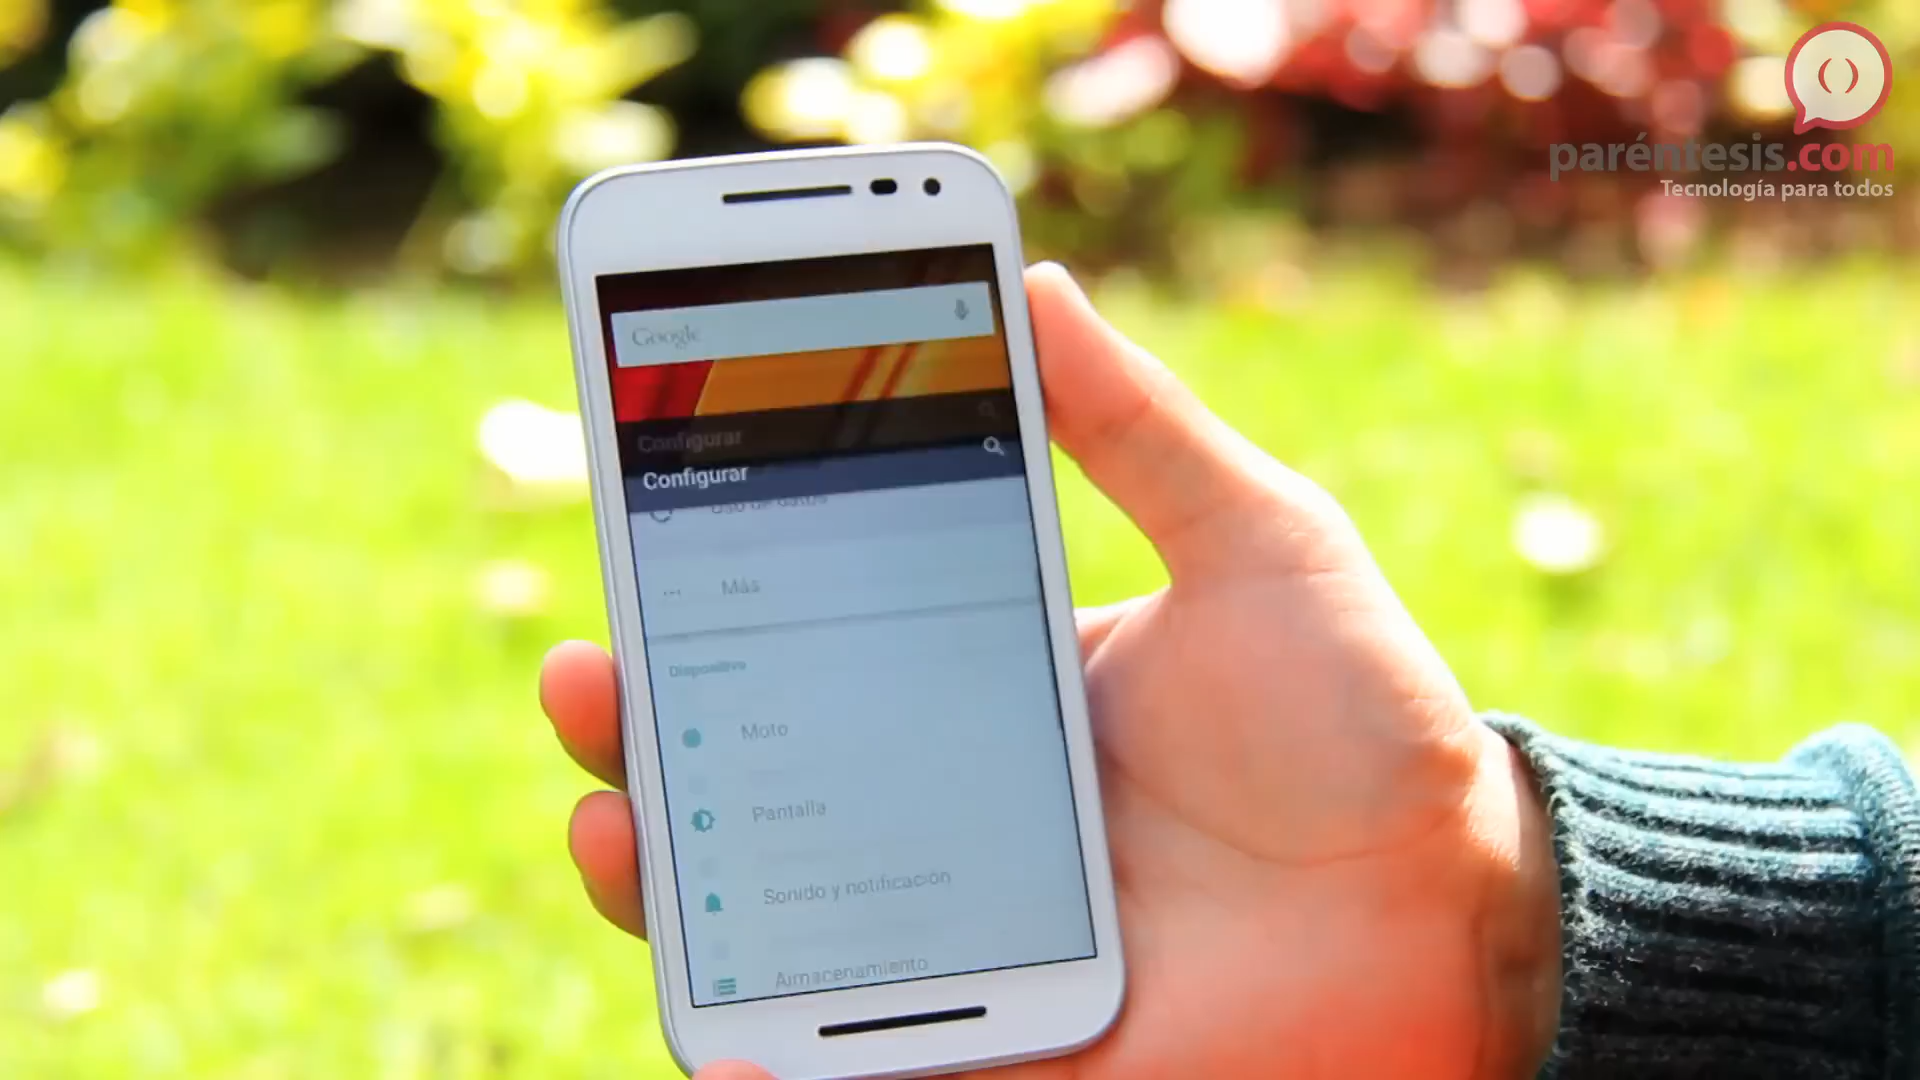 paréntesis.com
Tecnología para todos
Google
Configurar
Configurar
Uso de datos
Más
Dispositivo
Moto
Pantalla
Sonido y notificación
Almacenamiento